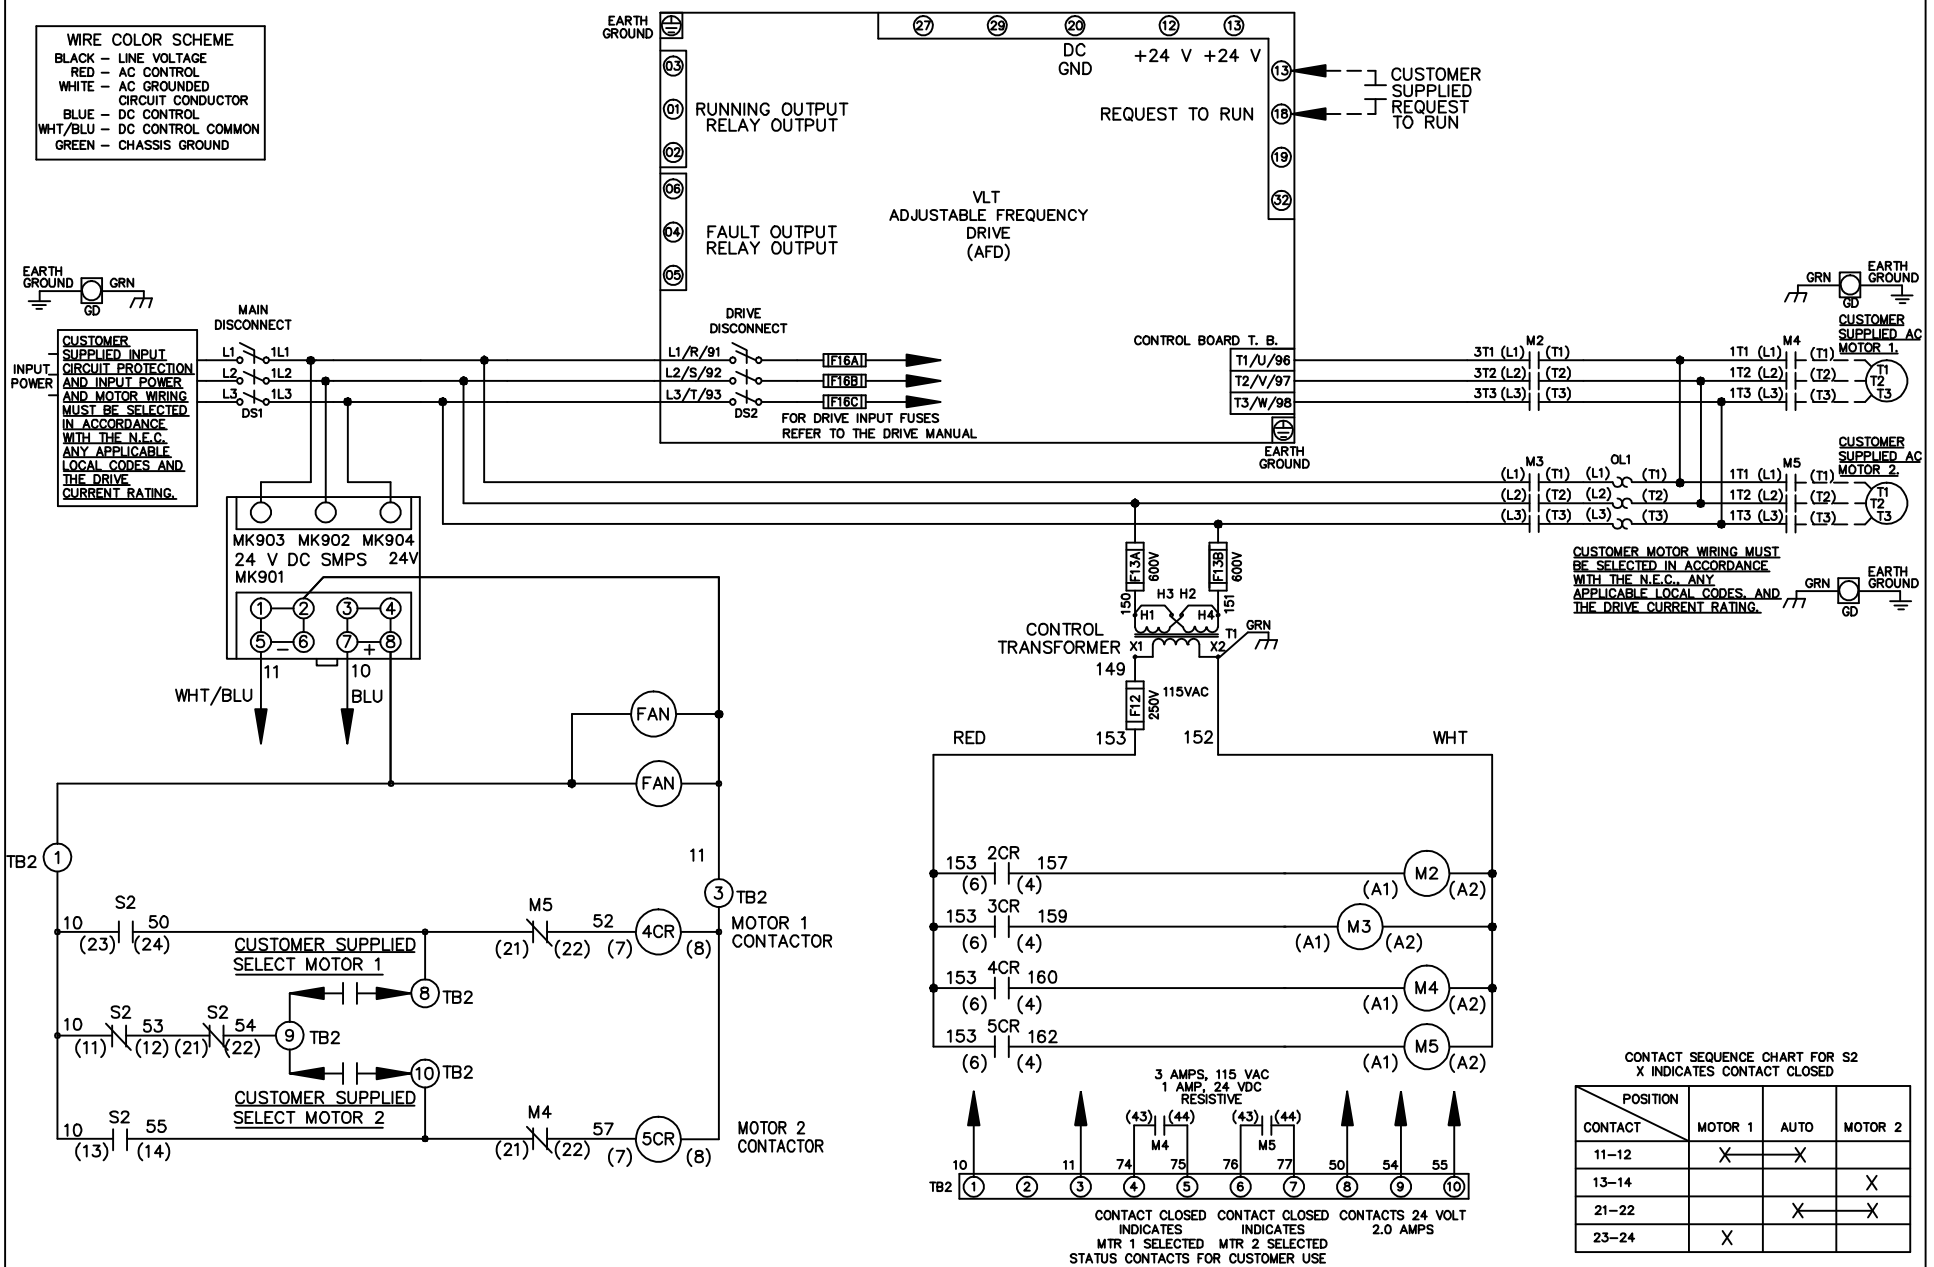 WIRE COLOR SCHEME
BLACK – LINE VOLTAGE
RED – AC CONTROL
WHITE – AC GROUNDED
CIRCUIT CONDUCTOR
BLUE – DC CONTROL
WHT/BLU – DC CONTROL COMMON
GREEN – CHASSIS GROUND
EARTH
GROUND
27 29 20 12 13
DC
GND
+24 V +24 V
03
01
02
RUNNING OUTPUT
RELAY OUTPUT
06
04
05
FAULT OUTPUT
RELAY OUTPUT
13
18
19
32
REQUEST TO RUN
CUSTOMER
SUPPLIED
REQUEST
TO RUN
VLT
ADJUSTABLE FREQUENCY
DRIVE
(AFD)
EARTH
GROUND
GRN
GD
INPUT
POWER
CUSTOMER
SUPPLIED INPUT
CIRCUIT PROTECTION
AND INPUT POWER
AND MOTOR WIRING
MUST BE SELECTED
IN ACCORDANCE
WITH THE N.E.C.
ANY APPLICABLE
LOCAL CODES AND
THE DRIVE
CURRENT RATING.
MAIN
DISCONNECT
L1 1L1
L2 1L2
L3 1L3
DS1
DRIVE
DISCONNECT
L1/R/91
L2/S/92
L3/T/93
DS2
F16A
F16B
F16C
FOR DRIVE INPUT FUSES
REFER TO THE DRIVE MANUAL
CONTROL BOARD T. B.
T1/U/96
T2/V/97
T3/W/98
EARTH
GROUND
M2
3T1 (L1) (T1)
3T2 (L2) (T2)
3T3 (L3) (T3)
M4
1T1 (L1) (T1)
1T2 (L2) (T2)
1T3 (L3) (T3)
GRN
GD
EARTH
GROUND
CUSTOMER
SUPPLIED AC
MOTOR 1.
T1
T2
T3
M3 OL1
(L1) (T1) (L1) (T1)
(L2) (T2) (L2) (T2)
(L3) (T3) (L3) (T3)
M5
1T1 (L1) (T1)
1T2 (L2) (T2)
1T3 (L3) (T3)
CUSTOMER
SUPPLIED AC
MOTOR 2.
T1
T2
T3
CUSTOMER MOTOR WIRING MUST
BE SELECTED IN ACCORDANCE
WITH THE N.E.C., ANY
APPLICABLE LOCAL CODES, AND
THE DRIVE CURRENT RATING.
GRN
GD
EARTH
GROUND
MK903 MK902 MK904
24 V DC SMPS 24V
MK901
1 2 3 4
5 – 6 7 + 8
11 10
WHT/BLU BLU
FAN
FAN
F13A 600V
F13B 600V
150 151
H3 H2
H1 H4
CONTROL
TRANSFORMER
T1
X1 X2
GRN
149
F12 250V
115VAC
153 152
RED WHT
TB2 1
11
3 TB2
S2
10 50
(23) (24)
M5
(21) (22)
52
(7) 4CR (8)
MOTOR 1
CONTACTOR
CUSTOMER SUPPLIED
SELECT MOTOR 1
8 TB2
S2 S2
10 53 54
(11) (12) (21) (22)
9 TB2
10 TB2
CUSTOMER SUPPLIED
SELECT MOTOR 2
S2
10 55
(13) (14)
M4
(21) (22)
57
(7) 5CR (8)
MOTOR 2
CONTACTOR
153 2CR 157
(6) (4)
(A1) M2 (A2)
153 3CR 159
(6) (4)
(A1) M3 (A2)
153 4CR 160
(6) (4)
(A1) M4 (A2)
153 5CR 162
(6) (4)
(A1) M5 (A2)
3 AMPS, 115 VAC
1 AMP, 24 VDC
RESISTIVE
(43) (44) (43) (44)
M4 M5
10 11 74 75 76 77 50 54 55
TB2 1 2 3 4 5 6 7 8 9 10
CONTACT CLOSED
INDICATES
MTR 1 SELECTED
CONTACT CLOSED
INDICATES
MTR 2 SELECTED
CONTACTS 24 VOLT
2.0 AMPS
STATUS CONTACTS FOR CUSTOMER USE
CONTACT SEQUENCE CHART FOR S2
X INDICATES CONTACT CLOSED
POSITION
CONTACT MOTOR 1 AUTO MOTOR 2
11–12 X X
13–14 X
21–22 X X
23–24 X